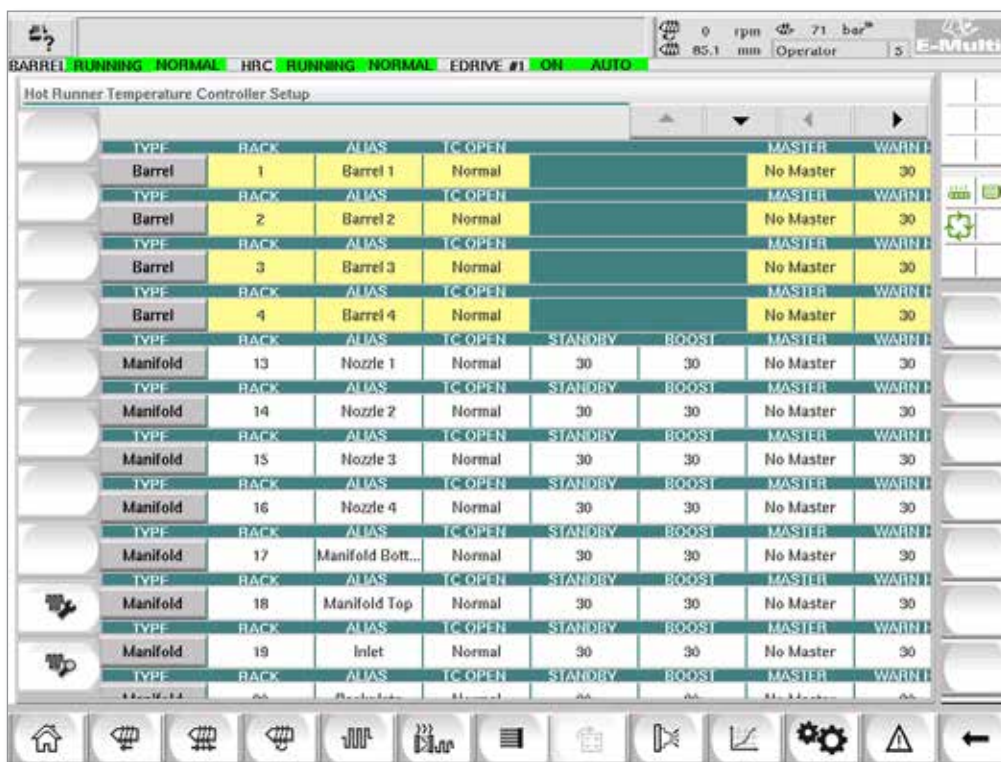 0 rpm 71 bar
85.1 mm Operator 5 E-Multi
BARREL RUNNING NORMAL HRC RUNNING NORMAL EDRIVE #1 ON AUTO
Hot Runner Temperature Controller Setup
TYPE RACK ALIAS TC OPEN MASTER WARN
Barrel 1 Barrel 1 Normal No Master 30
TYPE RACK ALIAS TC OPEN MASTER WARN
Barrel 2 Barrel 2 Normal No Master 30
TYPE RACK ALIAS TC OPEN MASTER WARN
Barrel 3 Barrel 3 Normal No Master 30
TYPE RACK ALIAS TC OPEN MASTER WARN
Barrel 4 Barrel 4 Normal No Master 30
TYPE RACK ALIAS TC OPEN STANDBY BOOST MASTER WARN
Manifold 13 Nozzle 1 Normal 30 30 No Master 30
TYPE RACK ALIAS TC OPEN STANDBY BOOST MASTER WARN
Manifold 14 Nozzle 2 Normal 30 30 No Master 30
TYPE RACK ALIAS TC OPEN STANDBY BOOST MASTER WARN
Manifold 15 Nozzle 3 Normal 30 30 No Master 30
TYPE RACK ALIAS TC OPEN STANDBY BOOST MASTER WARN
Manifold 16 Nozzle 4 Normal 30 30 No Master 30
TYPE RACK ALIAS TC OPEN STANDBY BOOST MASTER WARN
Manifold 17 Manifold Bott... Normal 30 30 No Master 30
TYPE RACK ALIAS TC OPEN STANDBY BOOST MASTER WARN
Manifold 18 Manifold Top Normal 30 30 No Master 30
TYPE RACK ALIAS TC OPEN STANDBY BOOST MASTER WARN
Manifold 19 Inlet Normal 30 30 No Master 30
TYPE RACK ALIAS TC OPEN STANDBY BOOST MASTER WARN